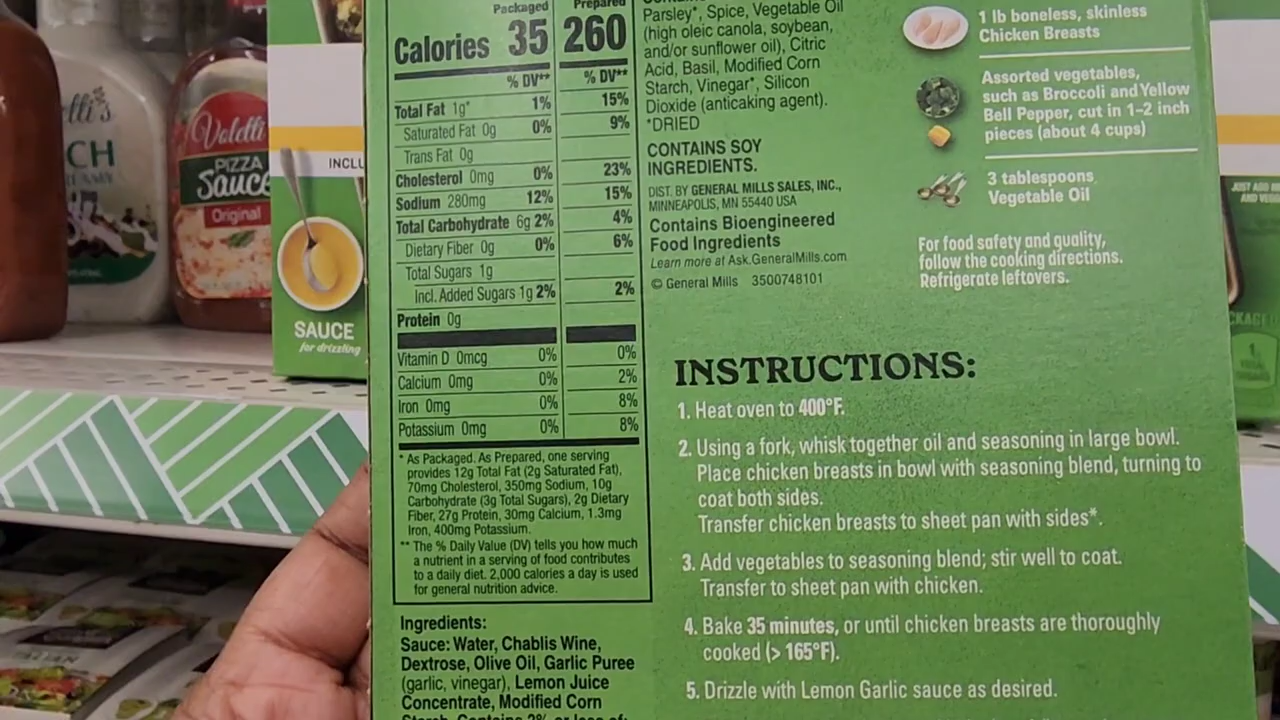 Packaged
Prepared
Calories 35 260
% DV** % DV**
Total Fat 1g* 1% 15%
Saturated Fat 0g 0% 9%
Trans Fat 0g
Cholesterol 0mg 0% 23%
Sodium 280mg 12% 15%
Total Carbohydrate 6g 2% 4%
Dietary Fiber 0g 0% 6%
Total Sugars 1g
Incl. Added Sugars 1g 2% 2%
Protein 0g
Vitamin D 0mcg 0% 0%
Calcium 0mg 0% 2%
Iron 0mg 0% 8%
Potassium 0mg 0% 8%
* As Packaged. As Prepared, one serving
provides 12g Total Fat (2g Saturated Fat),
70mg Cholesterol, 350mg Sodium, 10g
Carbohydrate (3g Total Sugars), 2g Dietary
Fiber, 27g Protein, 30mg Calcium, 1.3mg
Iron, 400mg Potassium.
** The % Daily Value (DV) tells you how much
a nutrient in a serving of food contributes
to a daily diet. 2,000 calories a day is used
for general nutrition advice.
Ingredients:
Sauce: Water, Chablis Wine,
Dextrose, Olive Oil, Garlic Puree
(garlic, vinegar), Lemon Juice
Concentrate, Modified Corn
Starch. Contains 2% or less of:
Parsley*, Spice, Vegetable Oil
(high oleic canola, soybean,
and/or sunflower oil), Citric
Acid, Basil, Modified Corn
Starch, Vinegar*, Silicon
Dioxide (anticaking agent).
*DRIED
CONTAINS SOY
INGREDIENTS.
DIST. BY GENERAL MILLS SALES, INC.,
MINNEAPOLIS, MN 55440 USA
Contains Bioengineered
Food Ingredients
Learn more at Ask.GeneralMills.com
© General Mills 3500748101
1 lb boneless, skinless
Chicken Breasts
Assorted vegetables,
such as Broccoli and Yellow
Bell Pepper, cut in 1-2 inch
pieces (about 4 cups)
3 tablespoons
Vegetable Oil
For food safety and quality,
follow the cooking directions.
Refrigerate leftovers.
INSTRUCTIONS:
1. Heat oven to 400°F.
2. Using a fork, whisk together oil and seasoning in large bowl.
Place chicken breasts in bowl with seasoning blend, turning to
coat both sides.
Transfer chicken breasts to sheet pan with sides*.
3. Add vegetables to seasoning blend; stir well to coat.
Transfer to sheet pan with chicken.
4. Bake 35 minutes, or until chicken breasts are thoroughly
cooked (> 165°F).
5. Drizzle with Lemon Garlic sauce as desired.
elli's
CH
Voletli
PIZZA
Sauce
Original
INCLU
SAUCE
for drizzling
JUST ADD